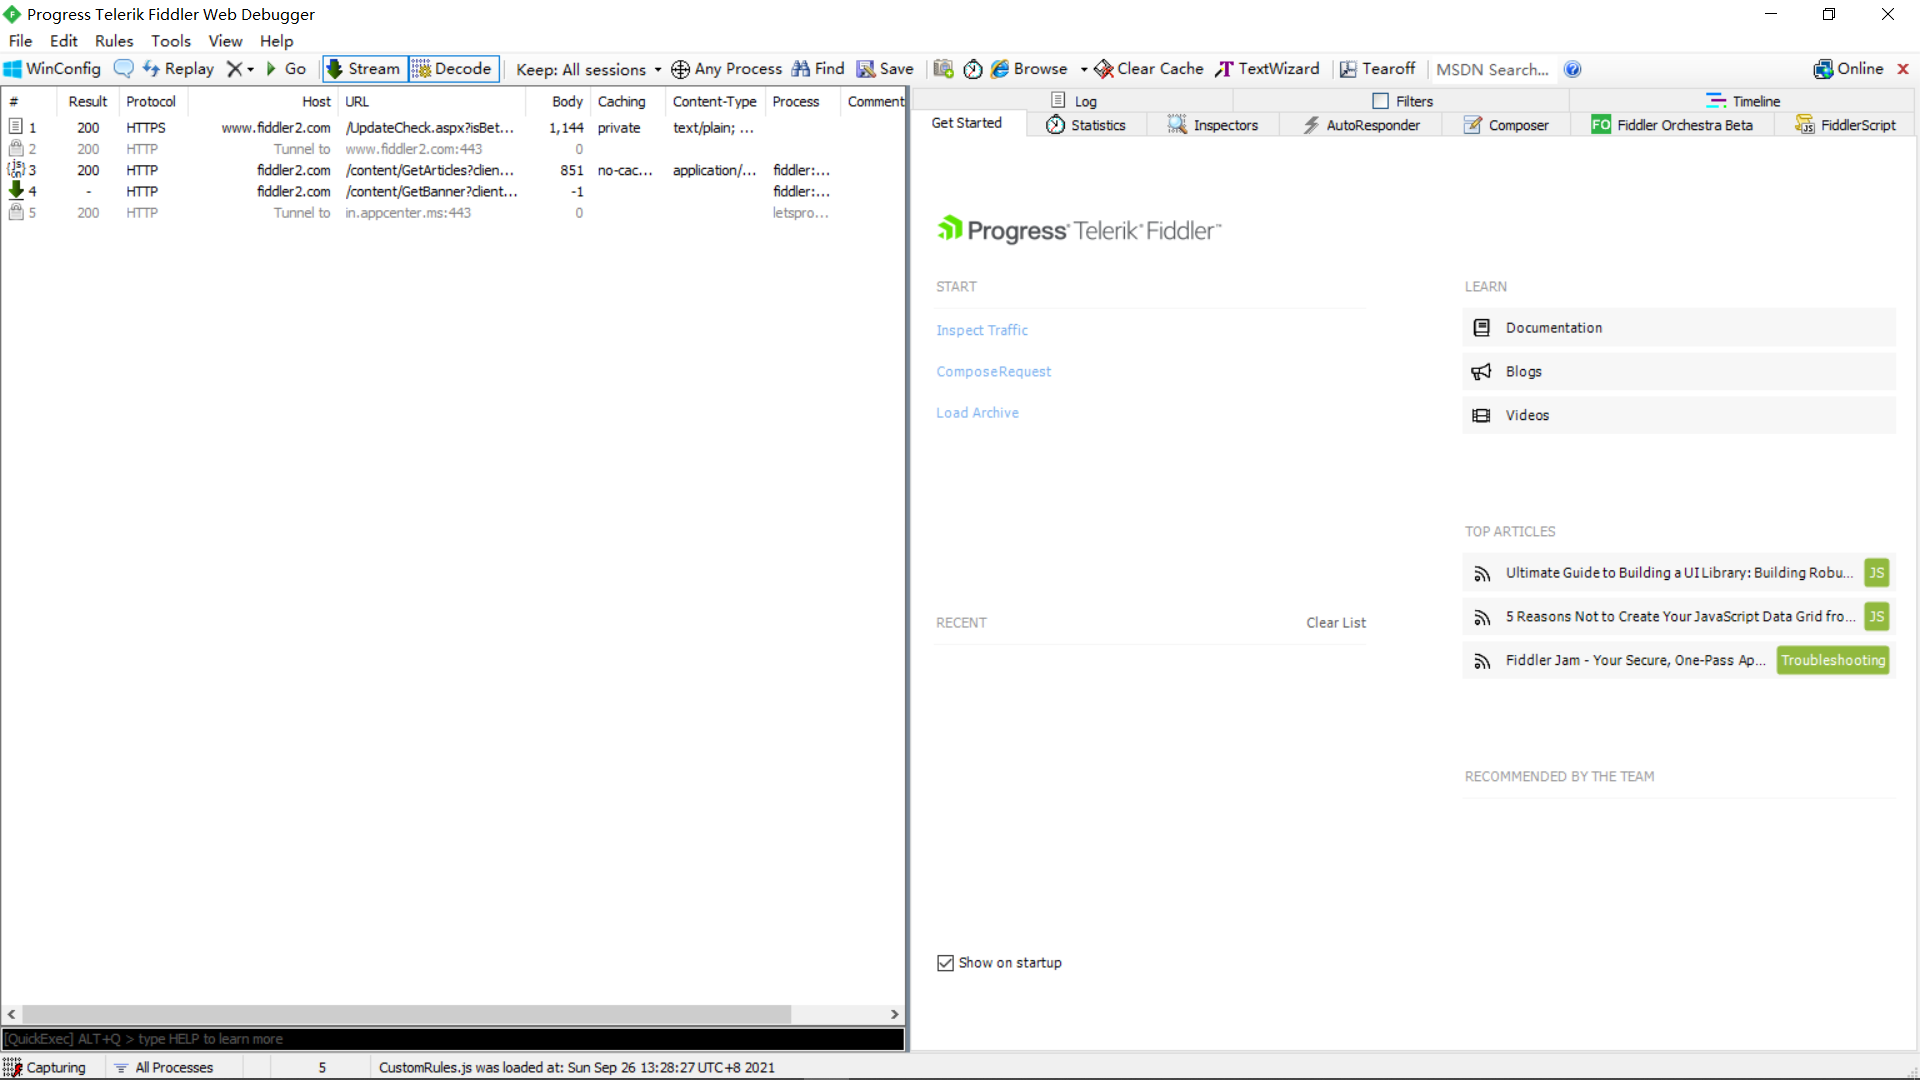 Progress Telerik Fiddler Web Debugger
File Edit Rules Tools View Help
WinConfig Replay Go Stream Decode Keep: All sessions Any Process Find Save Browse Clear Cache TextWizard Tearoff MSDN Search... Online
# Result Protocol Host URL Body Caching Content-Type Process Comment
1 200 HTTPS www.fiddler2.com /UpdateCheck.aspx?isBet... 1,144 private text/plain; ...
2 200 HTTP Tunnel to www.fiddler2.com:443 0
3 200 HTTP fiddler2.com /content/GetArticles?clien... 851 no-cac... application/... fiddler:...
4 - HTTP fiddler2.com /content/GetBanner?client... -1 fiddler:...
5 200 HTTP Tunnel to in.appcenter.ms:443 0 letspro...
[QuickExec] ALT+Q > type HELP to learn more
Log Filters Timeline
Get Started Statistics Inspectors AutoResponder Composer FO Fiddler Orchestra Beta FiddlerScript
Progress Telerik Fiddler
START
Inspect Traffic
Compose Request
Load Archive
RECENT Clear List
Show on startup
LEARN
Documentation
Blogs
Videos
TOP ARTICLES
Ultimate Guide to Building a UI Library: Building Robu... JS
5 Reasons Not to Create Your JavaScript Data Grid fro... JS
Fiddler Jam - Your Secure, One-Pass Ap... Troubleshooting
RECOMMENDED BY THE TEAM
Capturing All Processes 5 CustomRules.js was loaded at: Sun Sep 26 13:28:27 UTC+8 2021